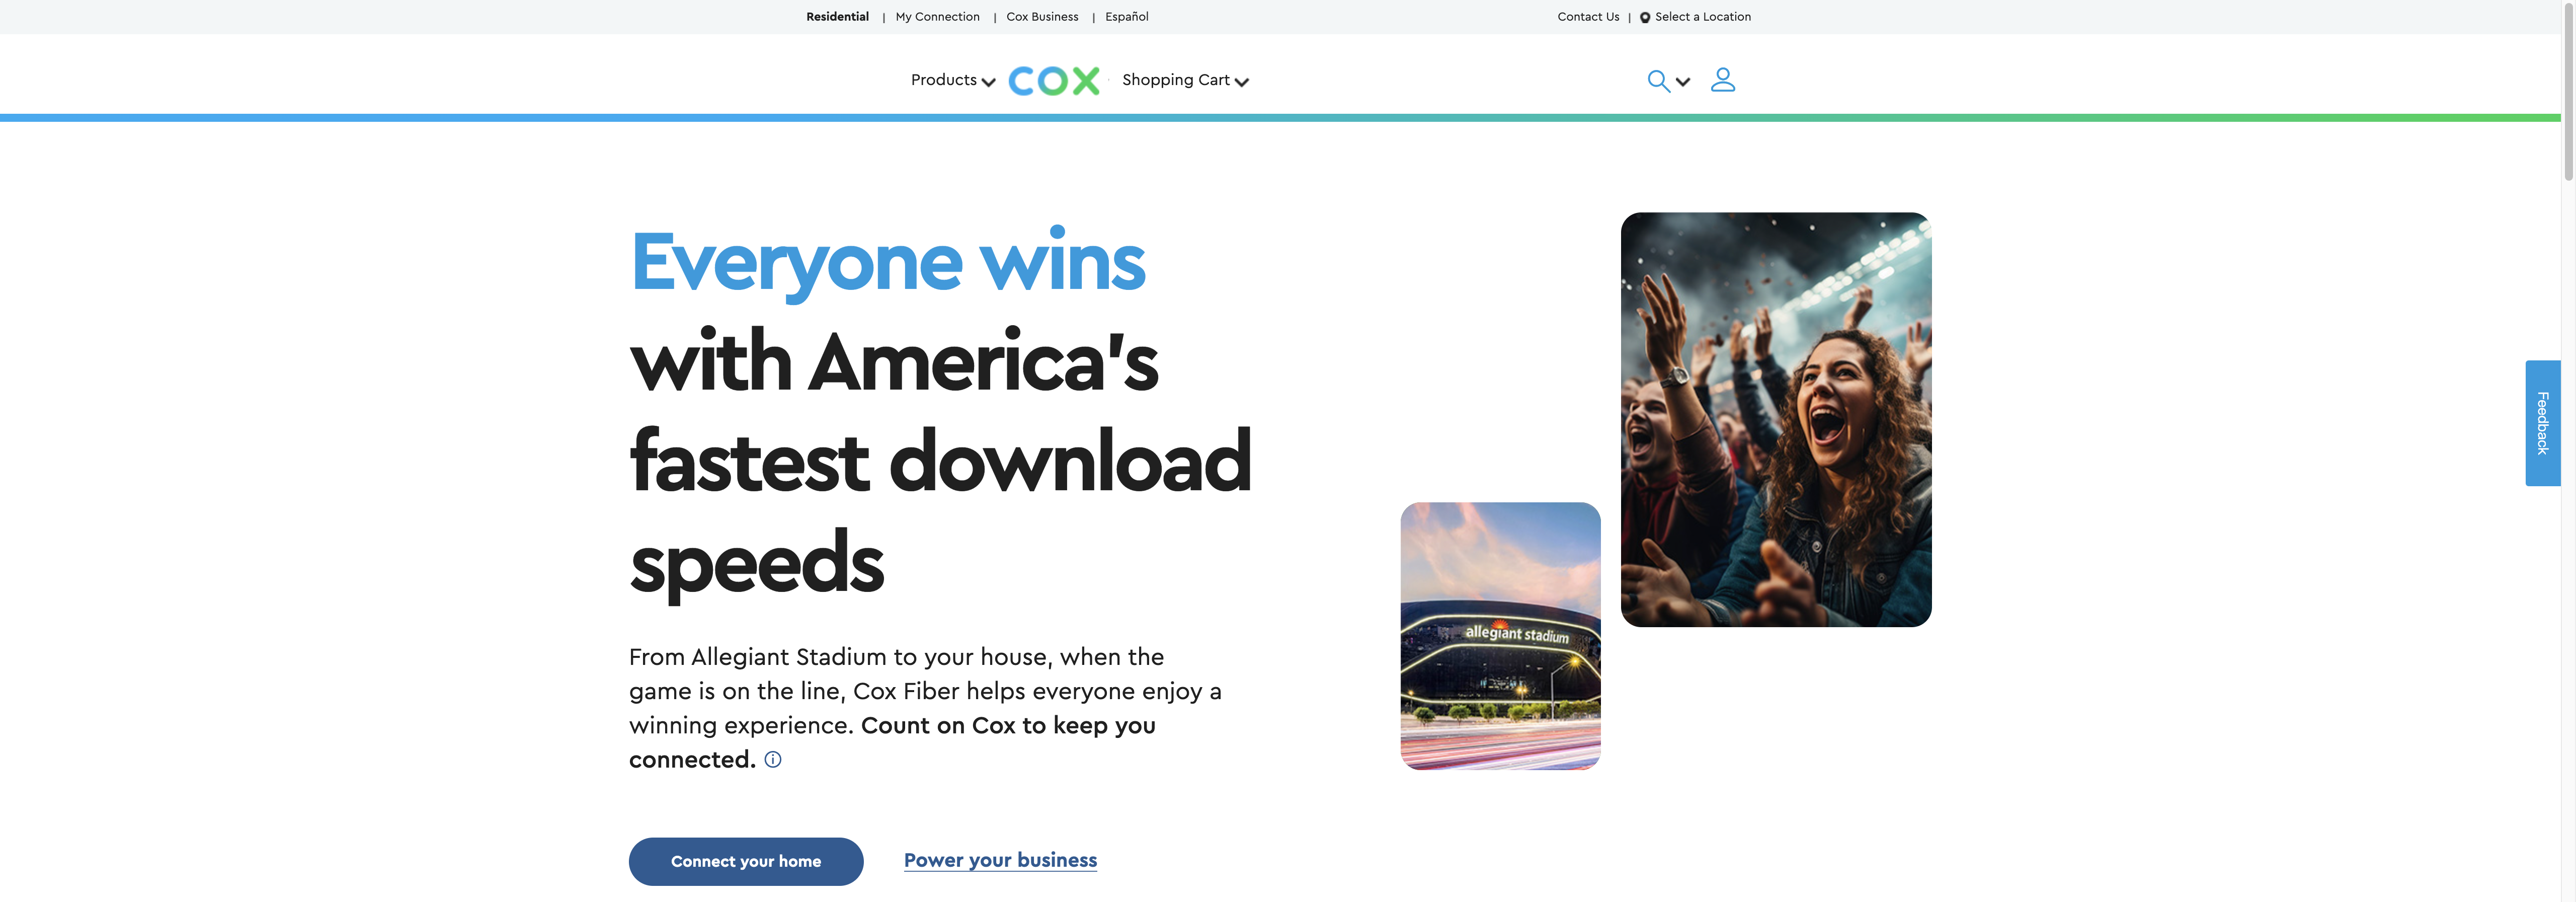 Residential | My Connection | Cox Business | Español
Contact Us | Select a Location
Products COX Shopping Cart
Everyone wins
with America's
fastest download
speeds
From Allegiant Stadium to your house, when the
game is on the line, Cox Fiber helps everyone enjoy a
winning experience. Count on Cox to keep you
connected.
Connect your home
Power your business
allegiant stadium
Feedback